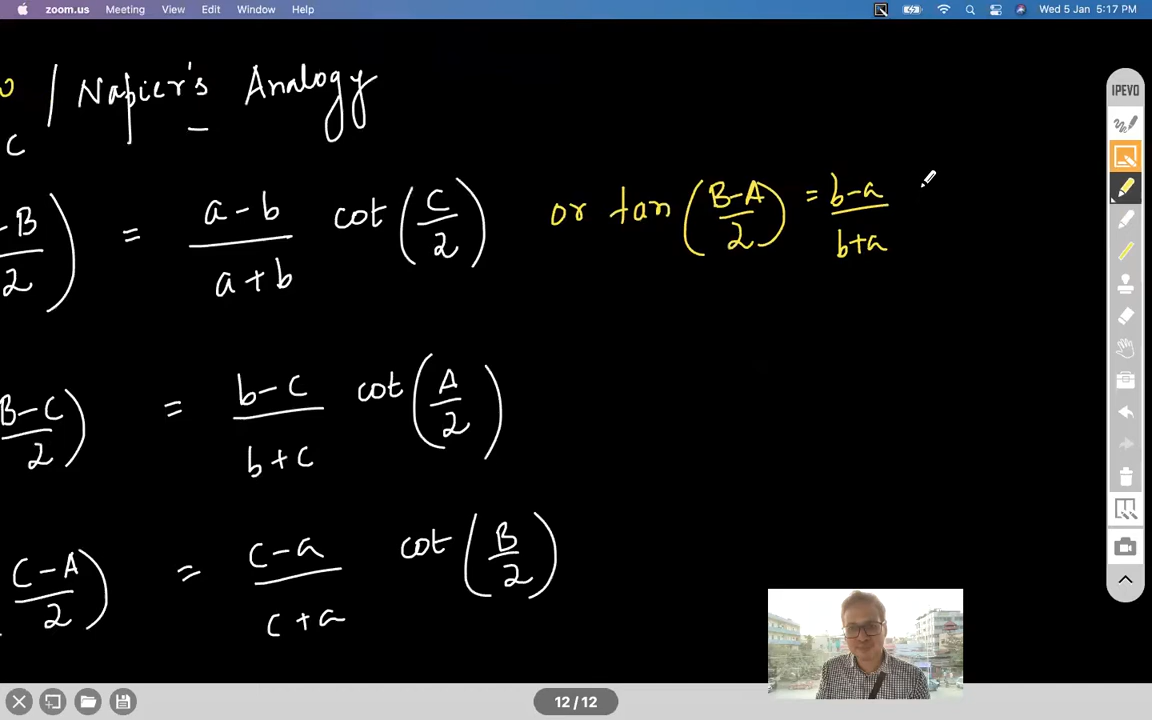 zoom.us Meeting View Edit Window Help Wed 5 Jan 5:17 PM
IPEVO
o / Napier's Analogy
C
-B/2) = a-b/a+b cot(C/2) or tan(B-A/2) = b-a/b+a
B-C/2) = b-c/b+c cot(A/2)
C-A/2) = c-a/c+a cot(B/2)
12/12